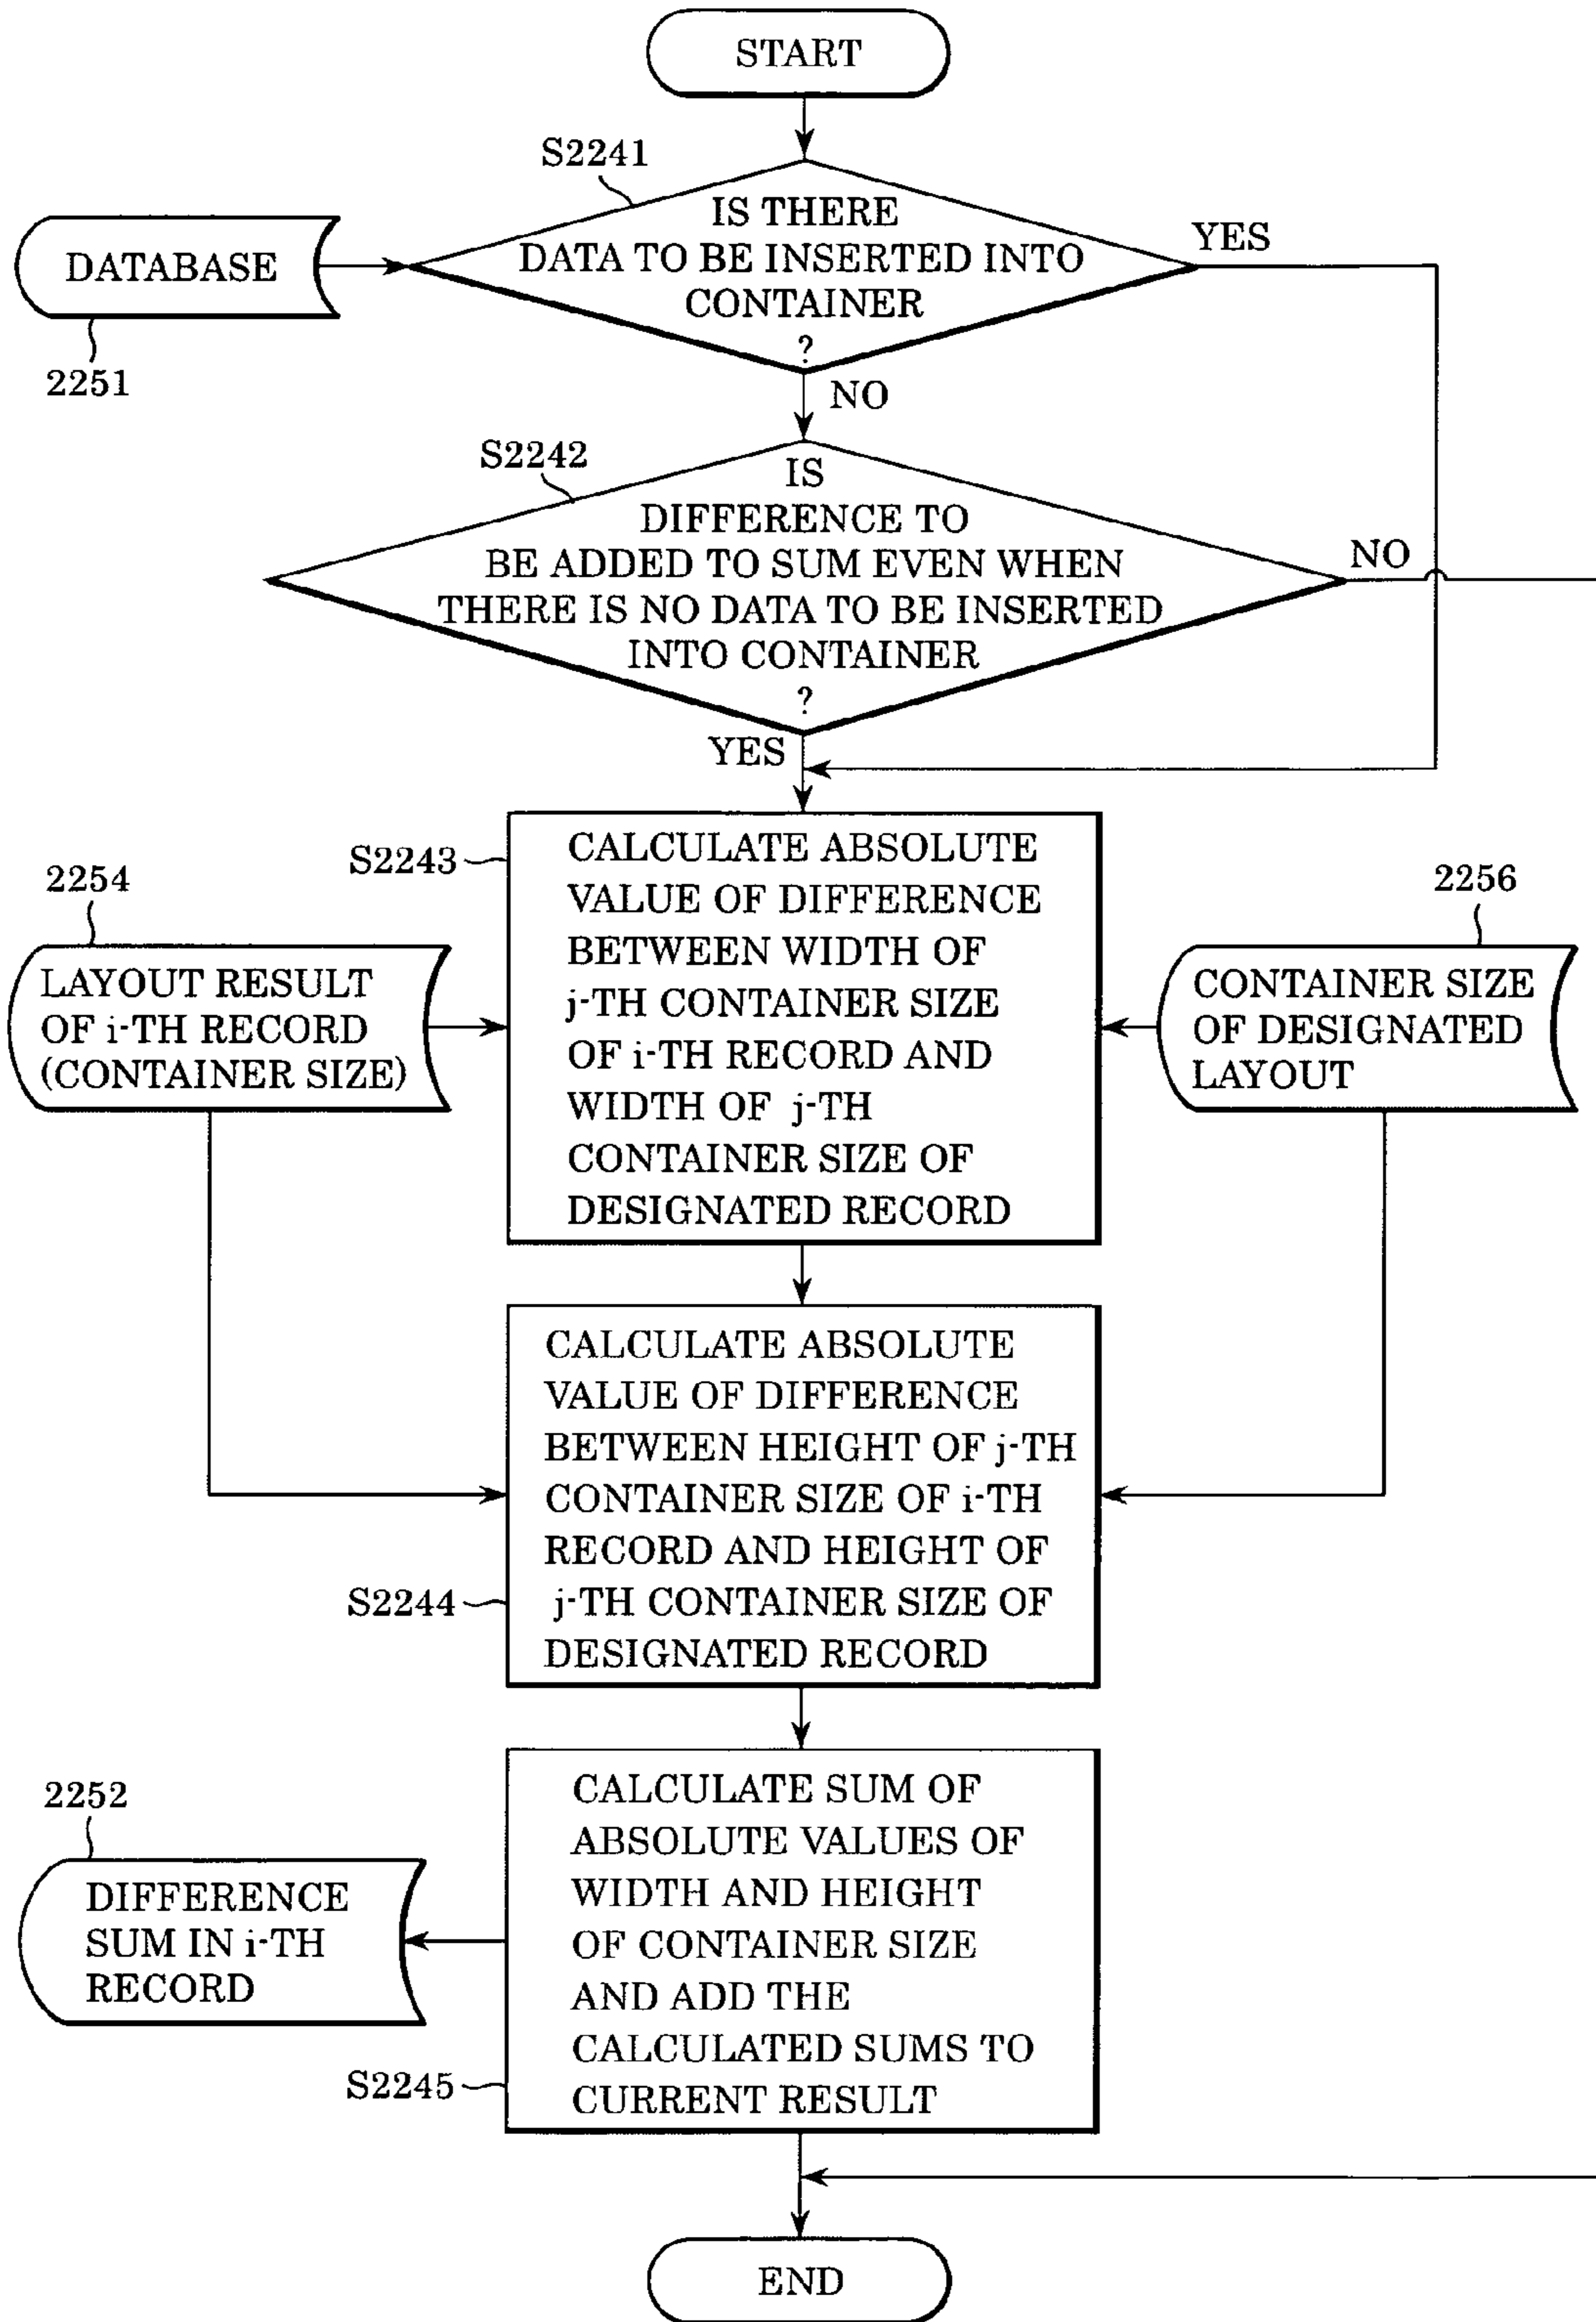 START
S2241
IS THERE
DATA TO BE INSERTED INTO
CONTAINER
?
YES
DATABASE
2251
NO
S2242
IS
DIFFERENCE TO
BE ADDED TO SUM EVEN WHEN
THERE IS NO DATA TO BE INSERTED
INTO CONTAINER
?
NO
YES
S2243
CALCULATE ABSOLUTE
VALUE OF DIFFERENCE
BETWEEN WIDTH OF
j-TH CONTAINER SIZE
OF i-TH RECORD AND
WIDTH OF j-TH
CONTAINER SIZE OF
DESIGNATED RECORD
2254
LAYOUT RESULT
OF i-TH RECORD
(CONTAINER SIZE)
2256
CONTAINER SIZE
OF DESIGNATED
LAYOUT
CALCULATE ABSOLUTE
VALUE OF DIFFERENCE
BETWEEN HEIGHT OF j-TH
CONTAINER SIZE OF i-TH
RECORD AND HEIGHT OF
j-TH CONTAINER SIZE OF
DESIGNATED RECORD
S2244
2252
DIFFERENCE
SUM IN i-TH
RECORD
CALCULATE SUM OF
ABSOLUTE VALUES OF
WIDTH AND HEIGHT
OF CONTAINER SIZE
AND ADD THE
CALCULATED SUMS TO
CURRENT RESULT
S2245
END